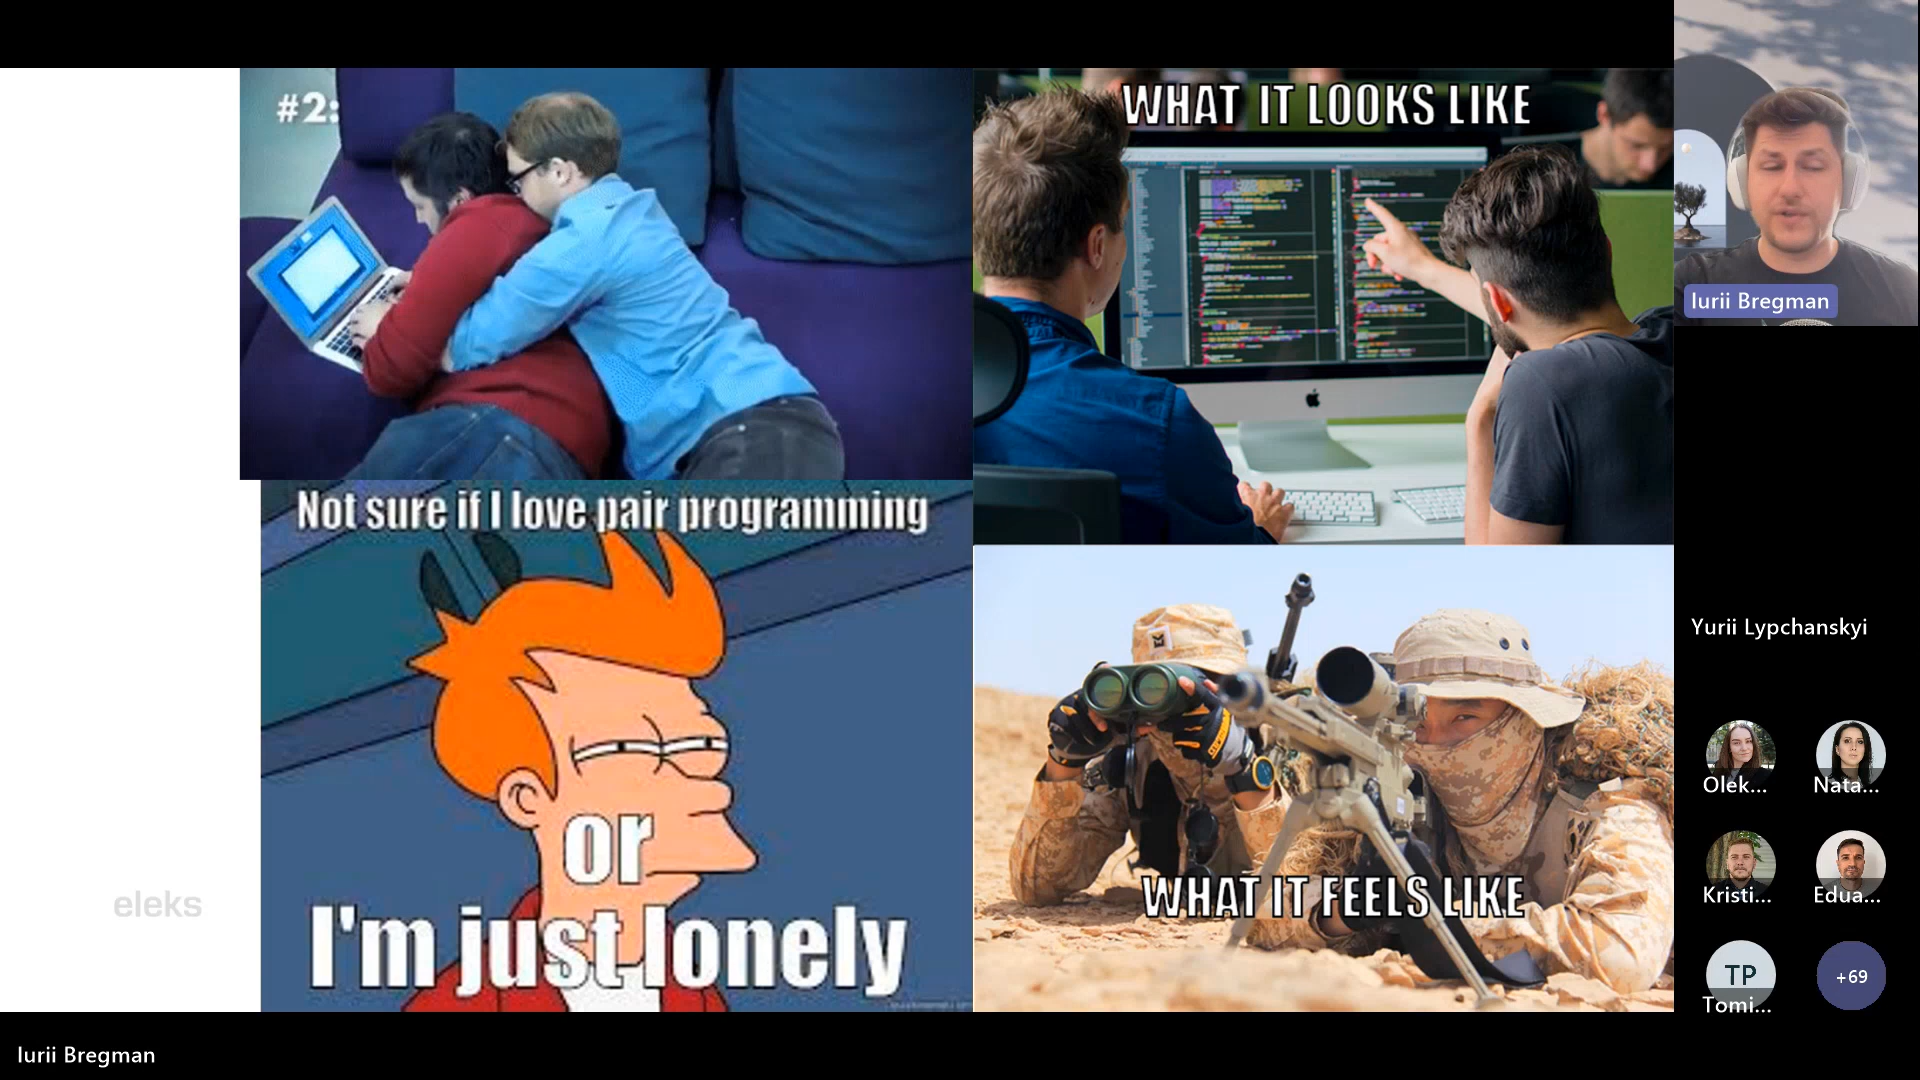 #2:
WHAT IT LOOKS LIKE
Not sure if I love pair programming
or
I'm just lonely
WHAT IT FEELS LIKE
eleks
Iurii Bregman
Yurii Lypchanskyi
Olek...
Nata...
Kristi...
Edua...
TP
Tomi...
+69
Iurii Bregman